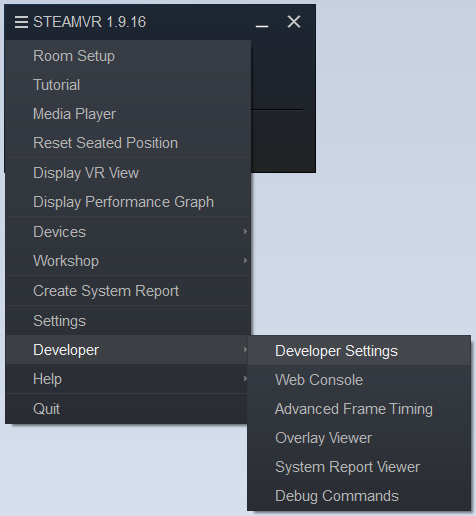 STEAMVR 1.9.16
Room Setup
Tutorial
Media Player
Reset Seated Position
Display VR View
Display Performance Graph
Devices
Workshop
Create System Report
Settings
Developer
Help
Quit
Developer Settings
Web Console
Advanced Frame Timing
Overlay Viewer
System Report Viewer
Debug Commands